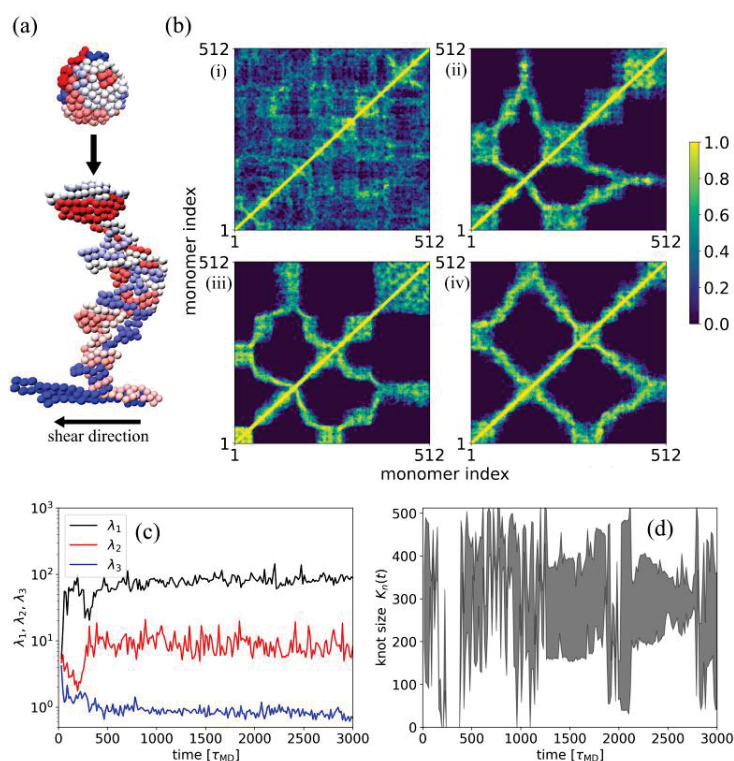 (a)
(b)
512
512
(i)
(ii)
1.0
0.8
0.6
0.4
0.2
0.0
monomer index
1
1
1
512
1
512
512
512
(iii)
(iv)
1
1
1
512
1
512
monomer index
shear direction
10³
10²
10¹
10⁰
λ₁, λ₂, λ₃
λ₁
λ₂
λ₃
(c)
0
500
1000
1500
2000
2500
3000
time [τMD]
500
400
300
200
100
0
knot size Kₙ(t)
(d)
0
500
1000
1500
2000
2500
3000
time [τMD]